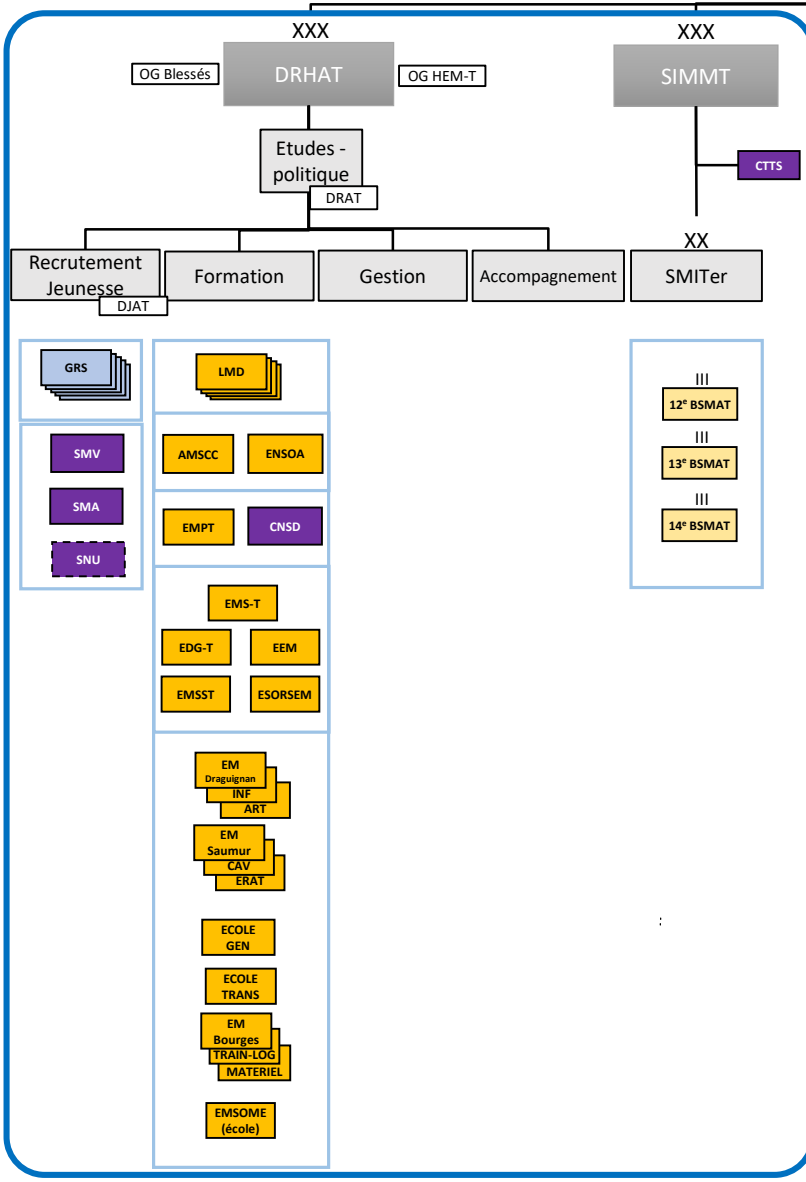 XXX
XXX
OG Blessés
DRHAT
OG HEM-T
SIMMT
Etudes -
politique
DRAT
CTTS
XX
Recrutement
Jeunesse
DJAT
Formation
Gestion
Accompagnement
SMITer
GRS
LMD
III
12e BSMAT
SMV
AMSCC
ENSOA
III
13e BSMAT
SMA
EMPT
CNSD
III
14e BSMAT
SNU
EMS-T
EDG-T
EEM
EMSST
ESORSEM
EM
Draguignan
INF
ART
EM
Saumur
CAV
ERAT
ECOLE
GEN
:
ECOLE
TRANS
EM
Bourges
TRAIN-LOG
MATERIEL
EMSOME
(école)